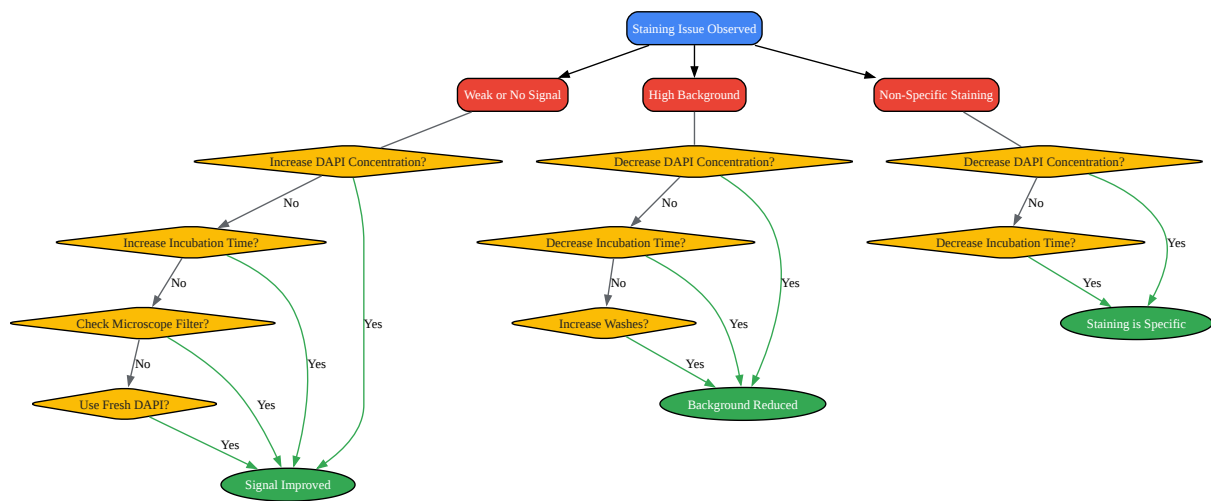 Staining Issue Observed
Weak or No Signal
High Background
Non-Specific Staining
Increase DAPI Concentration?
Decrease DAPI Concentration?
Decrease DAPI Concentration?
No
No
No
Increase Incubation Time?
Decrease Incubation Time?
Decrease Incubation Time?
Yes
No
No
Yes
Yes
Check Microscope Filter?
Increase Washes?
Staining is Specific
Yes
Yes
No
Yes
Yes
Use Fresh DAPI?
Yes
Background Reduced
Yes
Signal Improved